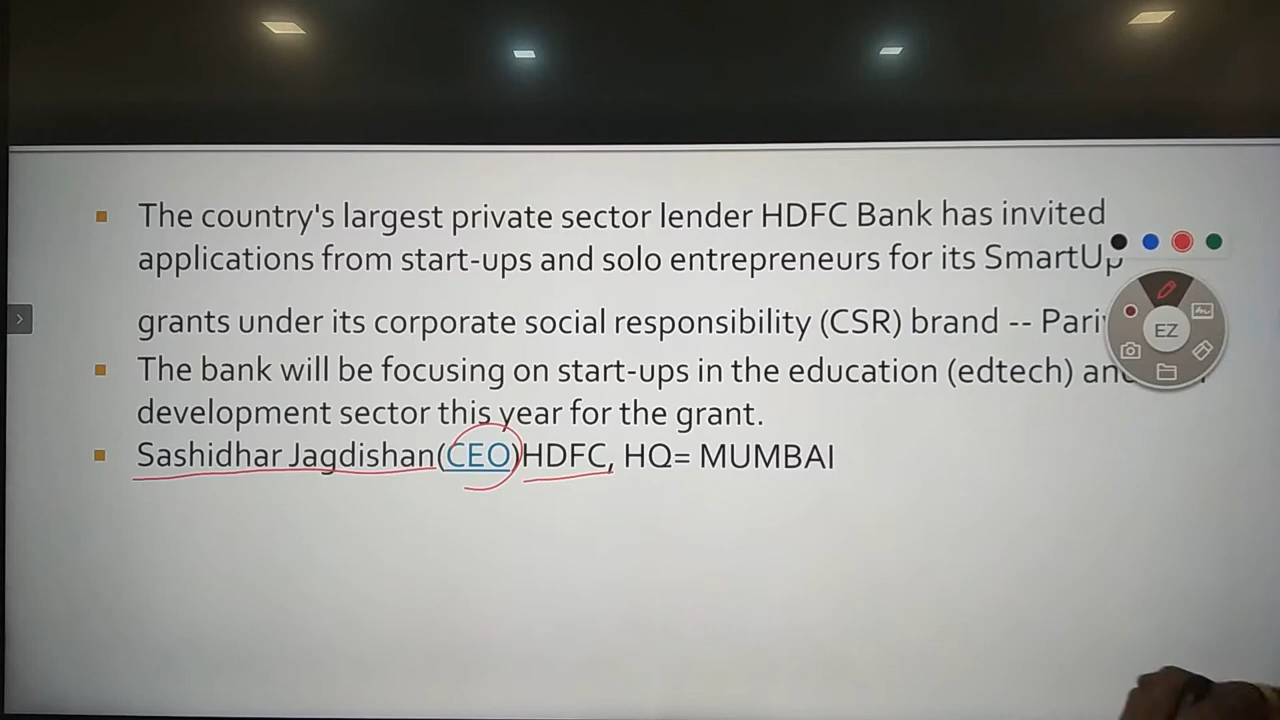 The country's largest private sector lender HDFC Bank has invited
applications from start-ups and solo entrepreneurs for its SmartUp
grants under its corporate social responsibility (CSR) brand -- 
The bank will be focusing on start-ups in the education (edtech)
development sector this year for the grant.
Sashidhar Jagdishan(CEO)HDFC, HQ= MUMBAI
EZ